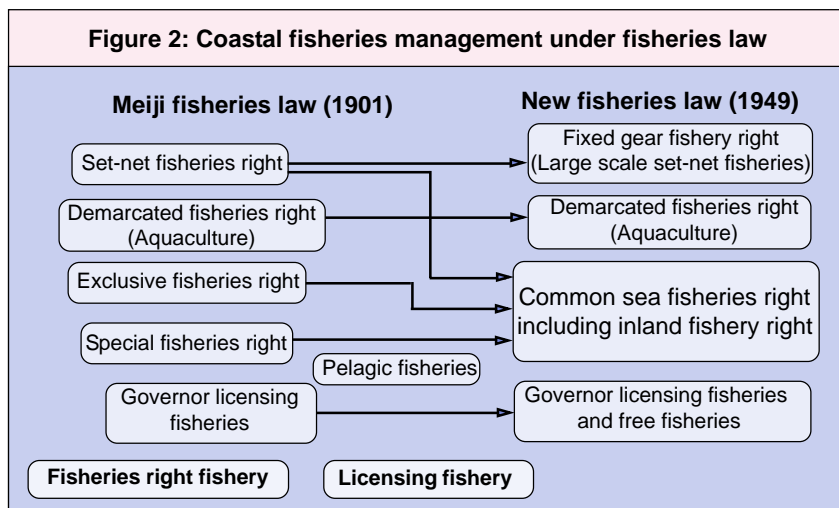 Figure 2: Coastal fisheries management under fisheries law
Meiji fisheries law (1901)
New fisheries law (1949)
Set-net fisheries right
Fixed gear fishery right
(Large scale set-net fisheries)
Demarcated fisheries right
(Aquaculture)
Demarcated fisheries right
(Aquaculture)
Exclusive fisheries right
Common sea fisheries right
including inland fishery right
Special fisheries right
Pelagic fisheries
Governor licensing
fisheries
Governor licensing fisheries
and free fisheries
Fisheries right fishery
Licensing fishery